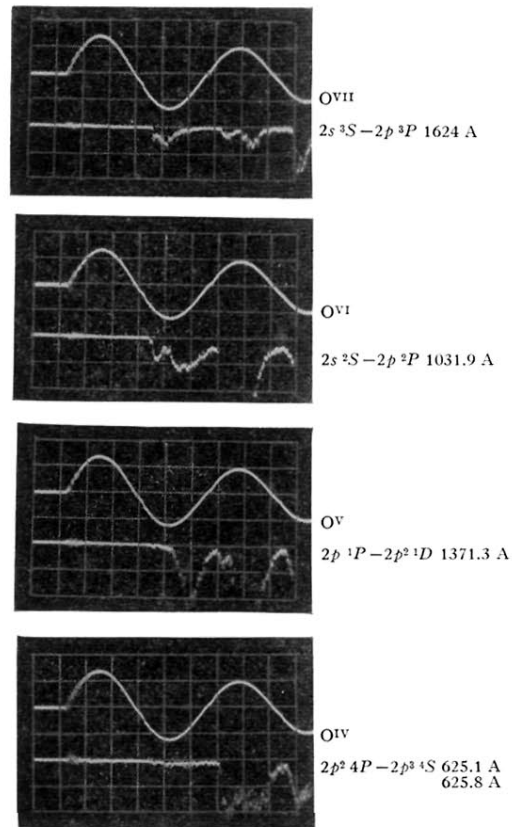 OVII
2s ³S−2p ³P 1624 A
OVI
2s ²S−2p ²P 1031.9 A
OV
2p ¹P−2p² ¹D 1371.3 A
OIV
2p² 4P−2p³ ⁴S 625.1 A
625.8 A